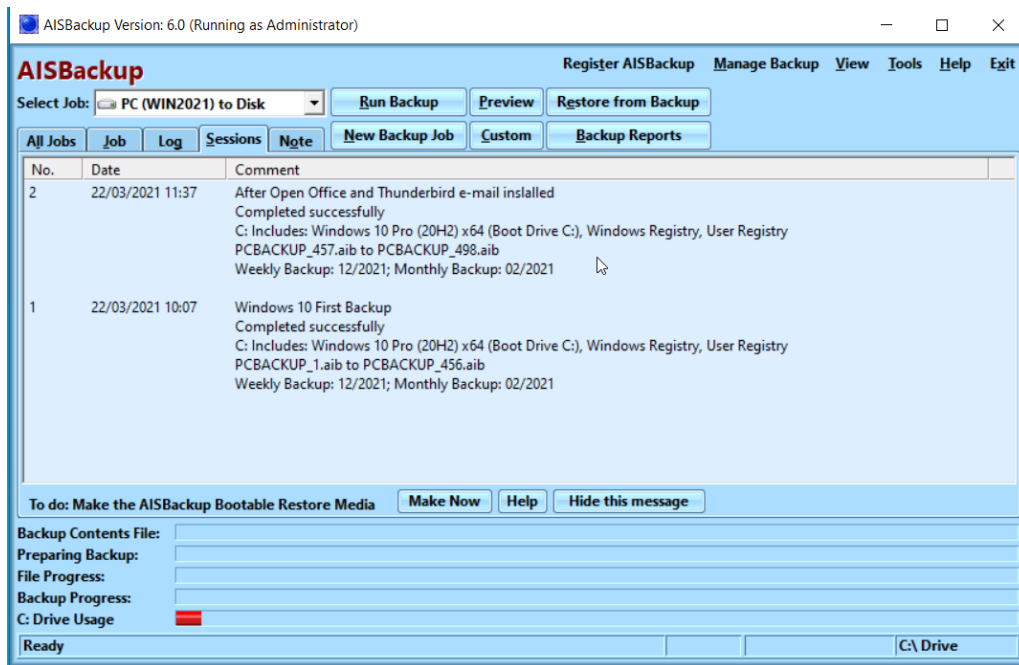 AISBackup Version: 6.0 (Running as Administrator)
AISBackup
Register AISBackup Manage Backup View Tools Help Exit
Select Job: PC (WIN2021) to Disk Run Backup Preview Restore from Backup
All Jobs Job Log Sessions Note New Backup Job Custom Backup Reports
No. Date Comment
2 22/03/2021 11:37 After Open Office and Thunderbird e-mail inslalled
Completed successfully
C: Includes: Windows 10 Pro (20H2) x64 (Boot Drive C:), Windows Registry, User Registry
PCBACKUP_457.aib to PCBACKUP_498.aib
Weekly Backup: 12/2021; Monthly Backup: 02/2021
1 22/03/2021 10:07 Windows 10 First Backup
Completed successfully
C: Includes: Windows 10 Pro (20H2) x64 (Boot Drive C:), Windows Registry, User Registry
PCBACKUP_1.aib to PCBACKUP_456.aib
Weekly Backup: 12/2021; Monthly Backup: 02/2021
To do: Make the AISBackup Bootable Restore Media Make Now Help Hide this message
Backup Contents File:
Preparing Backup:
File Progress:
Backup Progress:
C: Drive Usage
Ready C:\ Drive